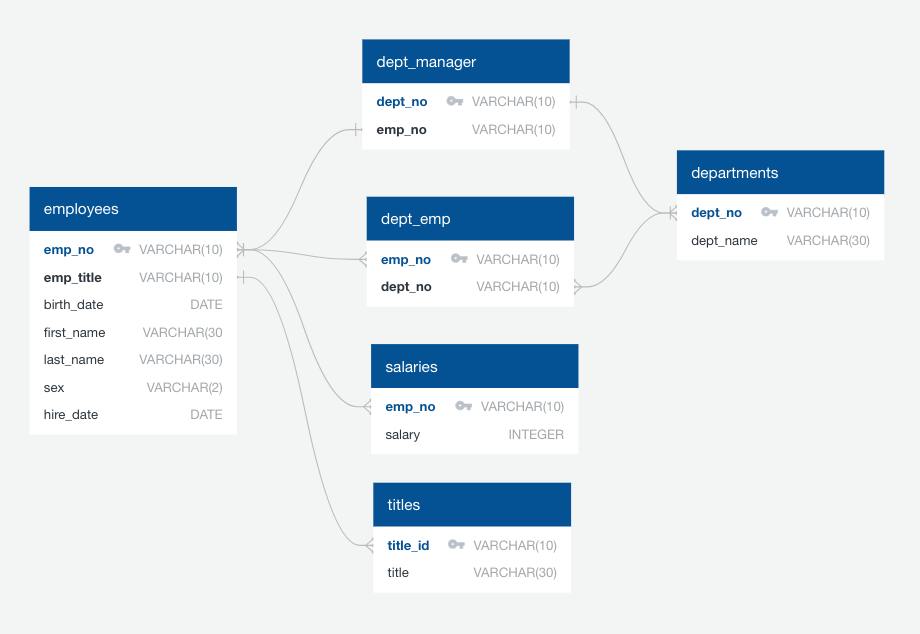 dept_manager
dept_no VARCHAR(10)
emp_no VARCHAR(10)
departments
dept_no VARCHAR(10)
dept_name VARCHAR(30)
employees
emp_no VARCHAR(10)
emp_title VARCHAR(10)
birth_date DATE
first_name VARCHAR(30
last_name VARCHAR(30)
sex VARCHAR(2)
hire_date DATE
dept_emp
emp_no VARCHAR(10)
dept_no VARCHAR(10)
salaries
emp_no VARCHAR(10)
salary INTEGER
titles
title_id VARCHAR(10)
title VARCHAR(30)